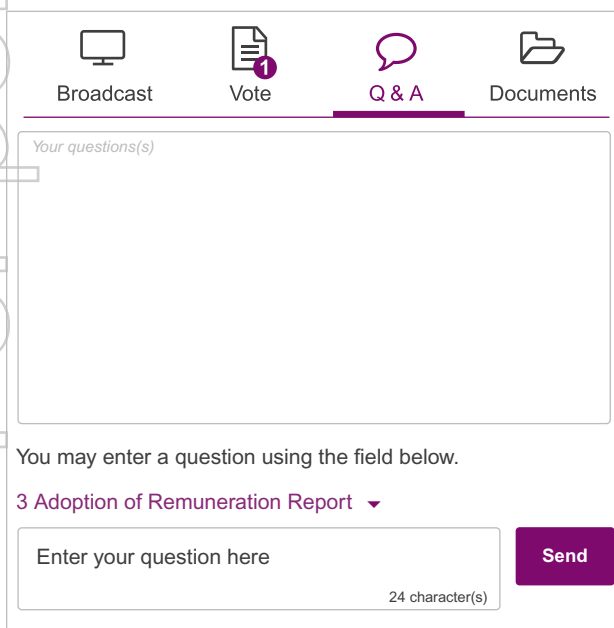 1
Broadcast Vote Q & A Documents
Your questions(s)
You may enter a question using the field below.
3 Adoption of Remuneration Report
Enter your question here
Send
24 character(s)